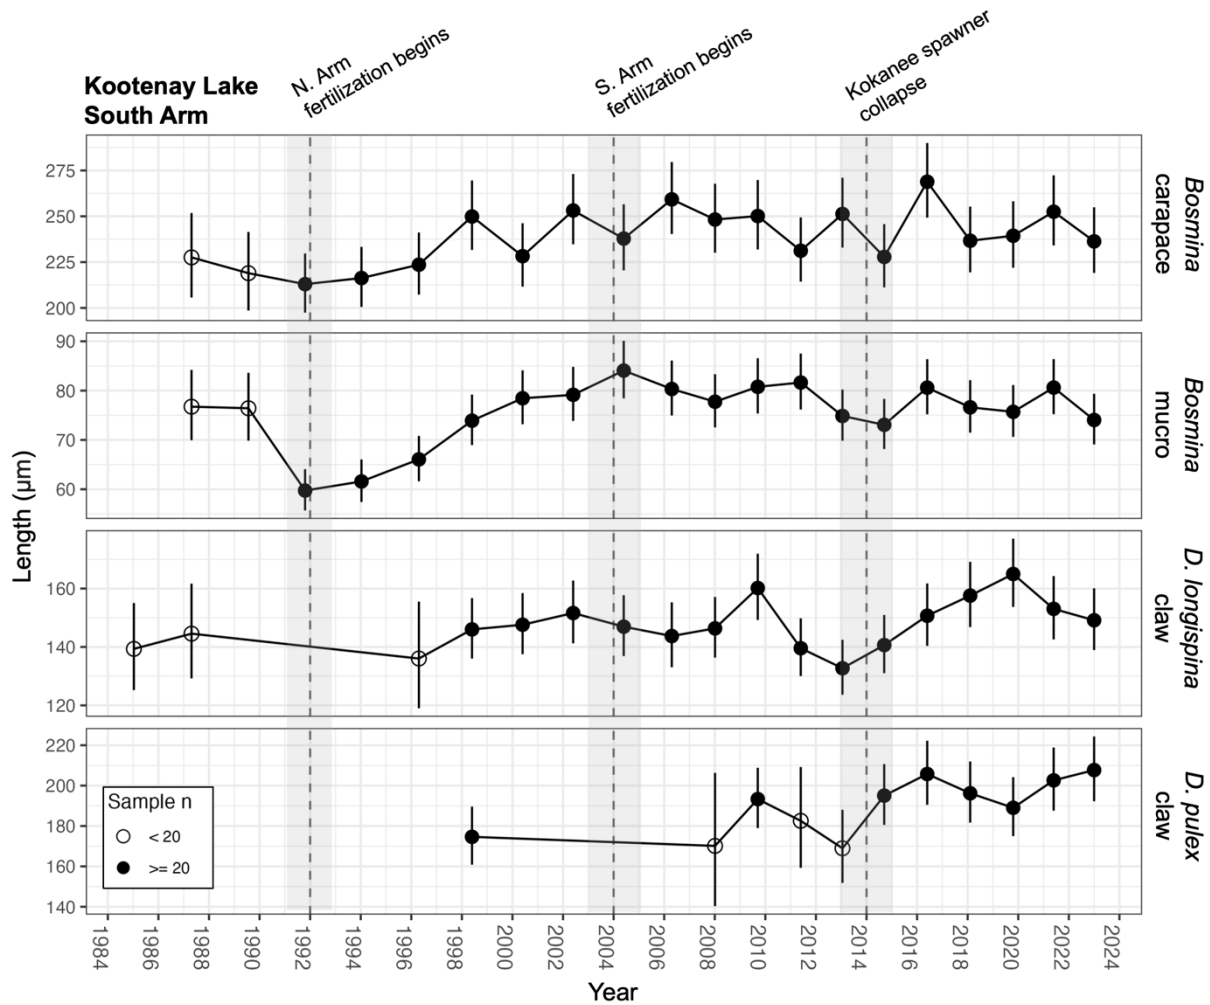 Kootenay Lake
South Arm
N. Arm
fertilization begins
S. Arm
fertilization begins
Kokanee spawner
collapse
275
250
225
200
Bosmina
carapace
90
80
70
60
Bosmina
mucro
160
140
120
D. longispina
claw
220
200
180
160
140
D. pulex
claw
Length (μm)
Sample n
< 20
>= 20
1984
1986
1988
1990
1992
1994
1996
1998
2000
2002
2004
2006
2008
2010
2012
2014
2016
2018
2020
2022
2024
Year